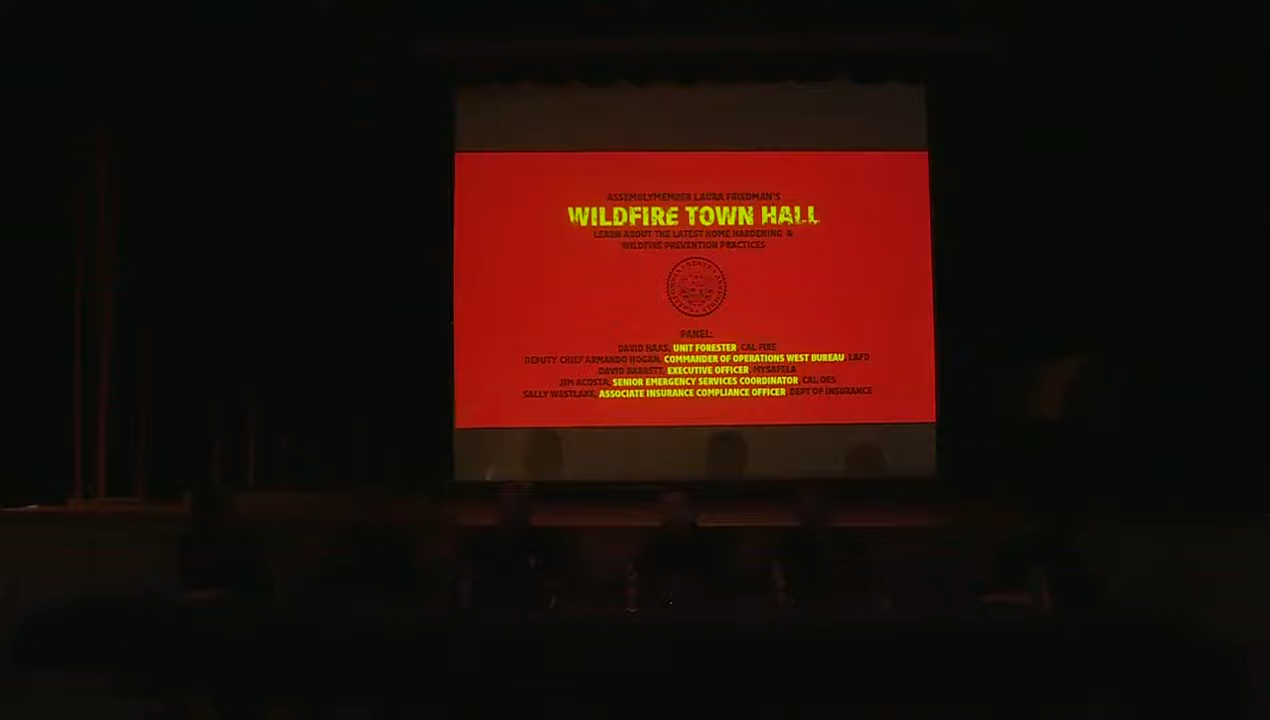 ASSEMBLYMEMBER LAURA FRIEDMAN'S
WILDFIRE TOWN HALL
LEARN ABOUT THE LATEST HOME HARDENING &
WILDFIRE PREVENTION PRACTICES
PANEL:
DAVID HAAS, UNIT FORESTER, CAL FIRE
DEPUTY CHIEF ARMANDO HOGAN, COMMANDER OF OPERATIONS WEST BUREAU, LAFD
DAVID BARRETT, EXECUTIVE OFFICER, MYSAFELA
JIM ACOSTA, SENIOR EMERGENCY SERVICES COORDINATOR, CAL OES
SALLY WESTLAKE, ASSOCIATE INSURANCE COMPLIANCE OFFICER, DEPT OF INSURANCE